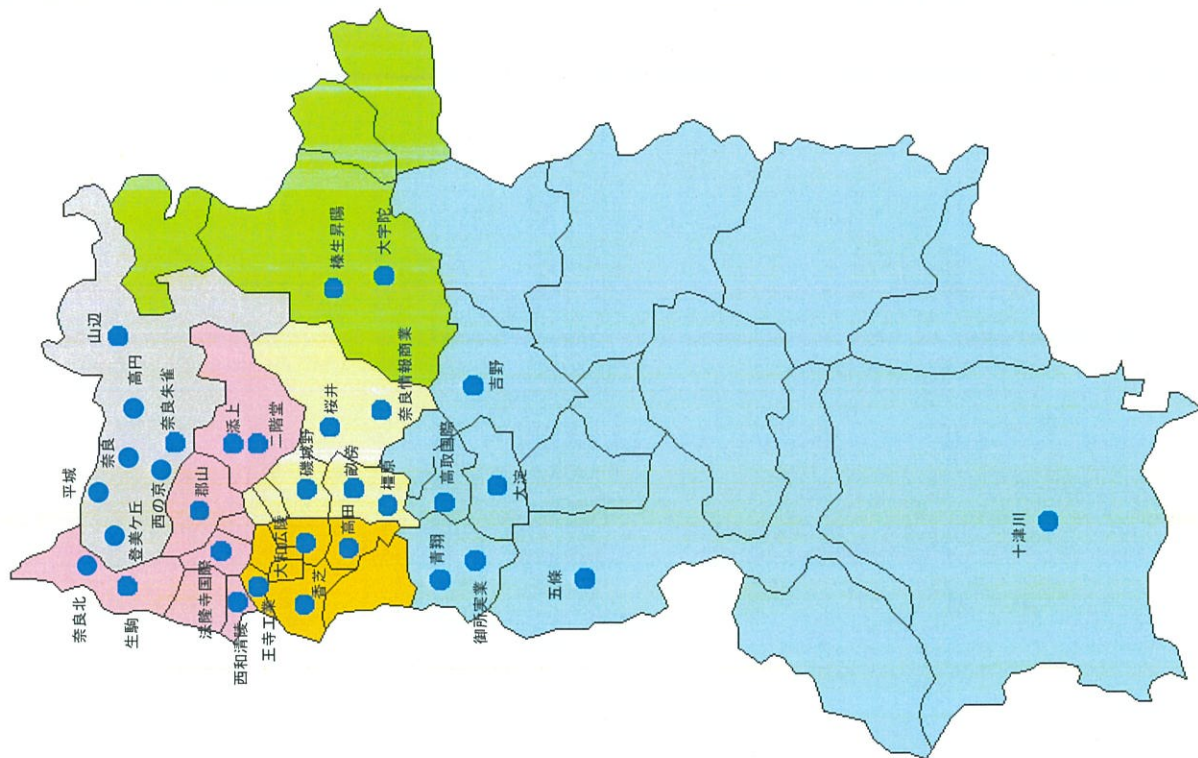 平城
奈良
高円
山辺
奈良北
登美ケ丘
西の京
奈良朱雀
生駒
郡山
添上
二階堂
法隆寺国際
西和清陵
王寺工業
大和広陵
香芝
高田
磯城野
畝傍
橿原
桜井
奈良情報商業
榛生昇陽
大宇陀
高取国際
吉野
青翔
御所実業
大淀
五條
十津川